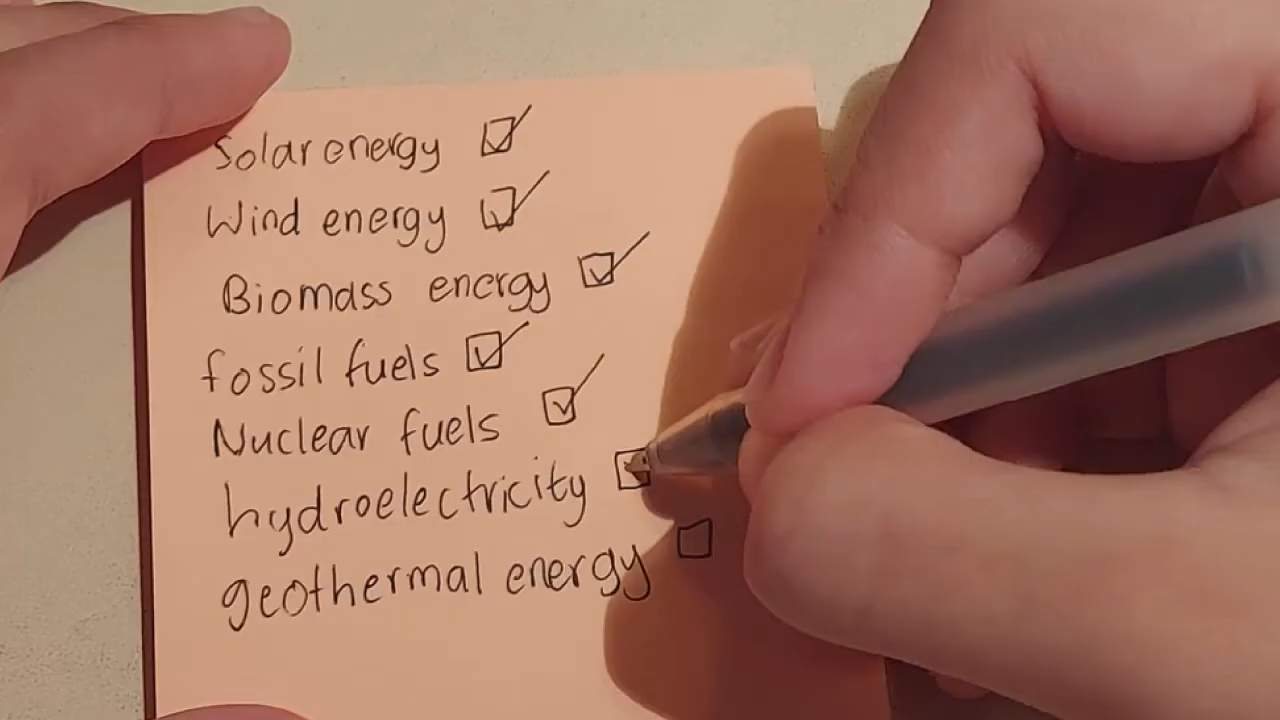 Solar energy
Wind energy
Biomass energy
fossil fuels
Nuclear fuels
hydroelectricity
geothermal energy